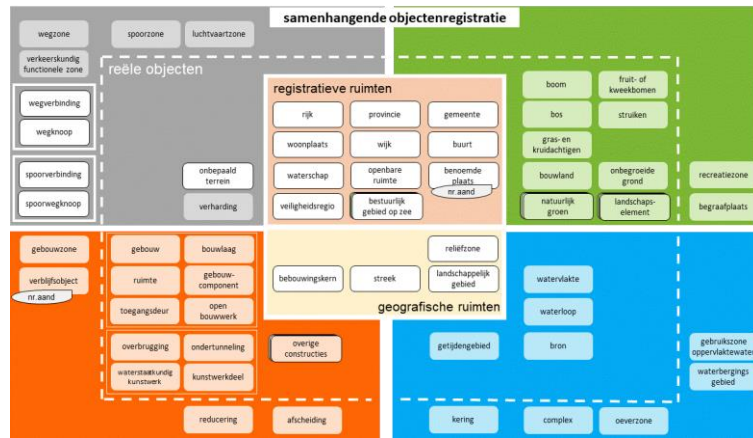 samenhangende objectenregistratie
wegzone
spoorzone
luchtvaartzone
verkeerskundig
functionele zone
reële objecten
wegverbinding
wegknoop
spoorverbinding
spoorwegknoop
onbepaald
terrein
verharding
registratieve ruimten
rijk
provincie
gemeente
woonplaats
wijk
buurt
waterschap
openbare
ruimte
benoemde
plaats
nr.aand
veiligheidsregio
bestuurlijk
gebied op zee
boom
fruit- of
kweekbomen
bos
struiken
gras- en
kruidachtigen
bouwland
onbegroeide
grond
natuurlijk
groen
landschaps-
element
recreatiezone
begraafplaats
gebouwzone
verblijfsobject
nr.aand
gebouw
bouwlaag
ruimte
gebouw-
component
toegangsdeur
open
bouwwerk
overbrugging
ondertunneling
waterstaatkundig
kunstwerk
kunstwerkdeel
overige
constructies
reducering
afscheiding
reliëfzone
bebouwingskern
streek
landschappelijk
gebied
geografische ruimten
watervlakte
waterloop
getijdengebied
bron
gebruikszone
oppervlaktewater
waterbergings
gebied
kering
complex
oeverzone